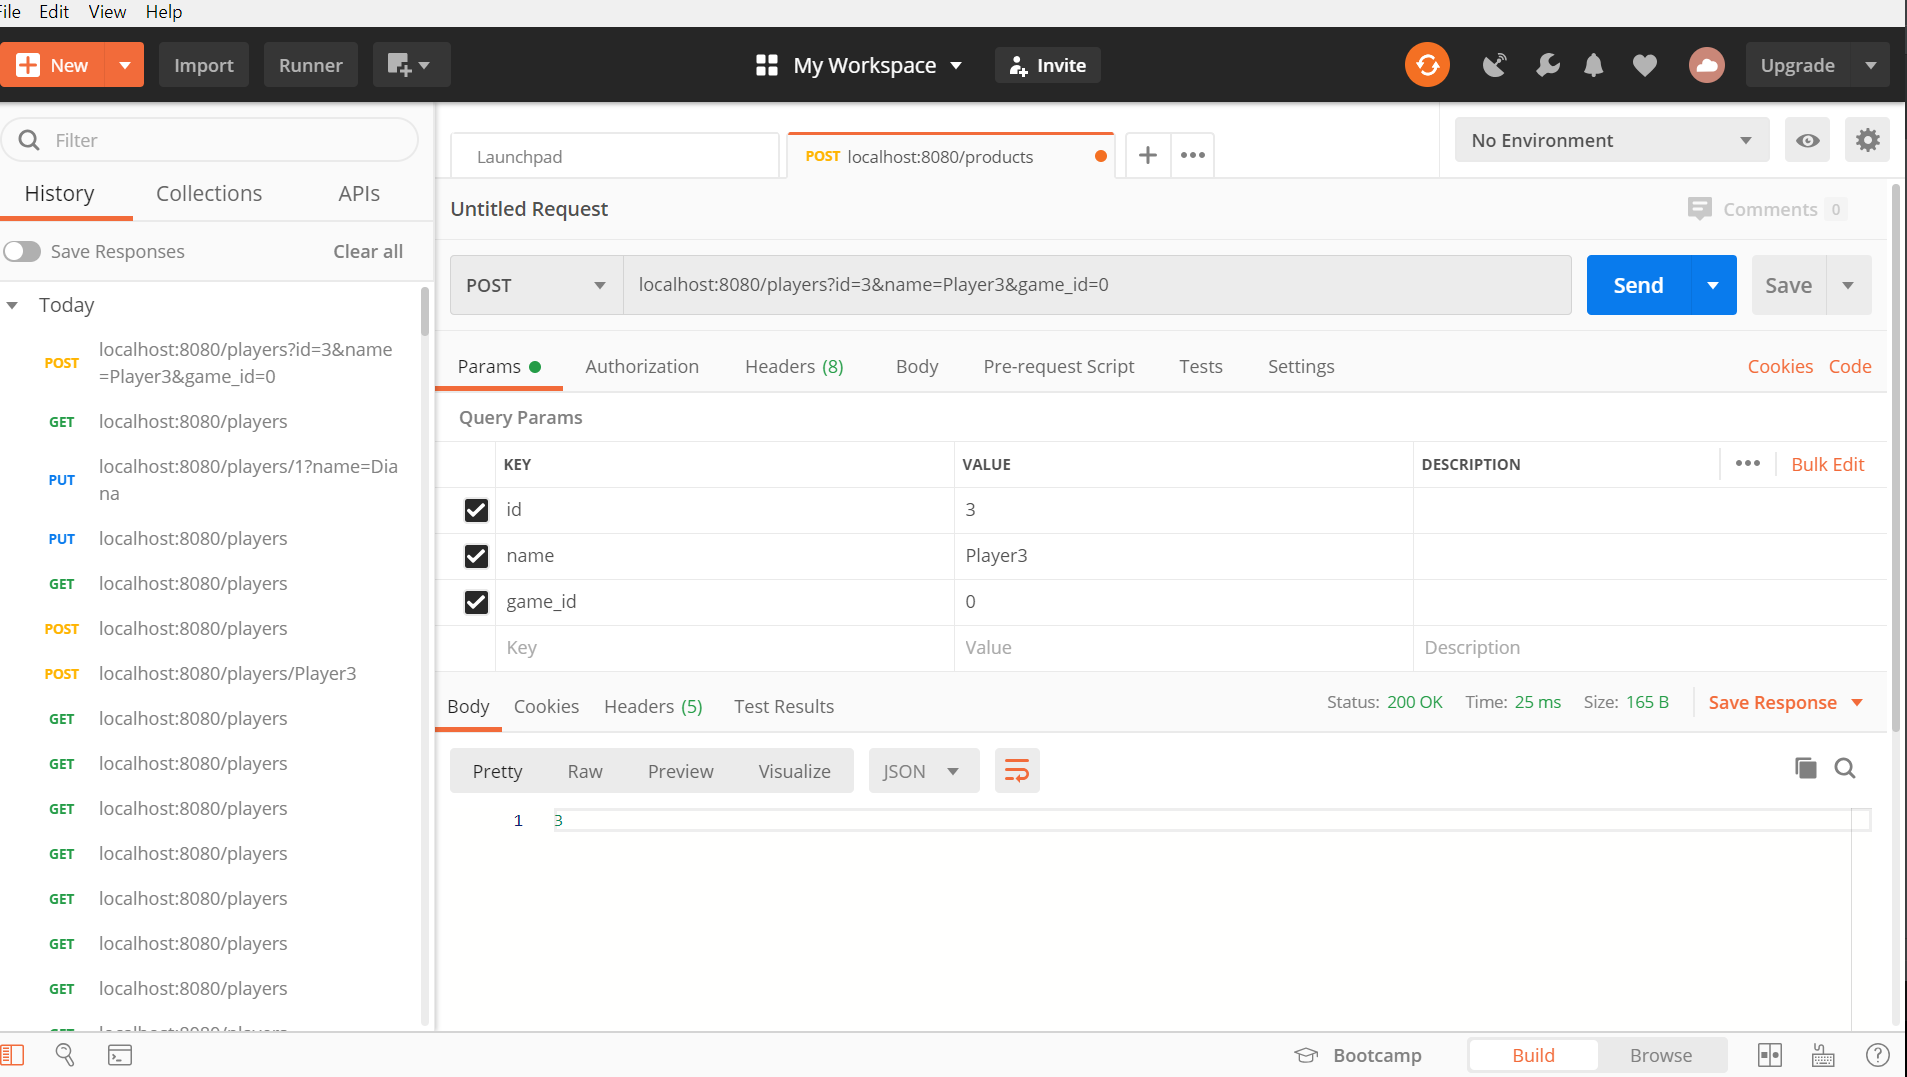 File Edit View Help
New Import Runner My Workspace Invite Upgrade
Filter
History Collections APIs
Save Responses Clear all
Today
POST localhost:8080/players?id=3&name
=Player3&game_id=0
GET localhost:8080/players
PUT localhost:8080/players/1?name=Dia
na
PUT localhost:8080/players
GET localhost:8080/players
POST localhost:8080/players
POST localhost:8080/players/Player3
GET localhost:8080/players
GET localhost:8080/players
GET localhost:8080/players
GET localhost:8080/players
GET localhost:8080/players
GET localhost:8080/players
GET localhost:8080/players
GET localhost:8080/players
Launchpad POST localhost:8080/products No Environment
Untitled Request Comments 0
POST localhost:8080/players?id=3&name=Player3&game_id=0 Send Save
Params Authorization Headers (8) Body Pre-request Script Tests Settings Cookies Code
Query Params
KEY VALUE DESCRIPTION Bulk Edit
id 3
name Player3
game_id 0
Key Value Description
Body Cookies Headers (5) Test Results Status: 200 OK Time: 25 ms Size: 165 B Save Response
Pretty Raw Preview Visualize JSON
1 3
Bootcamp Build Browse